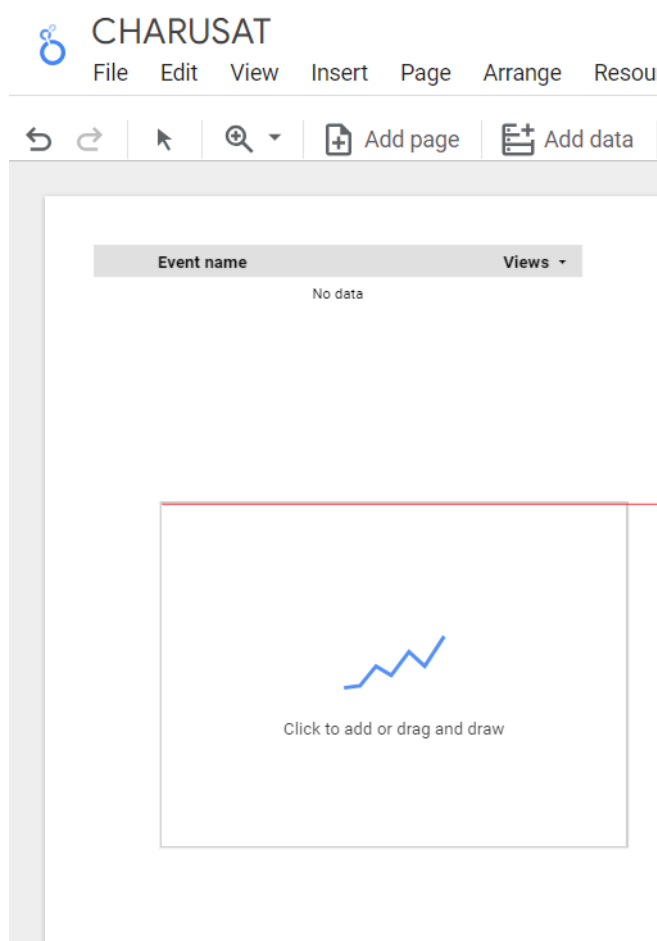 CHARUSAT
File Edit View Insert Page Arrange Resou
Add page Add data
Event name Views
No data
Click to add or drag and draw